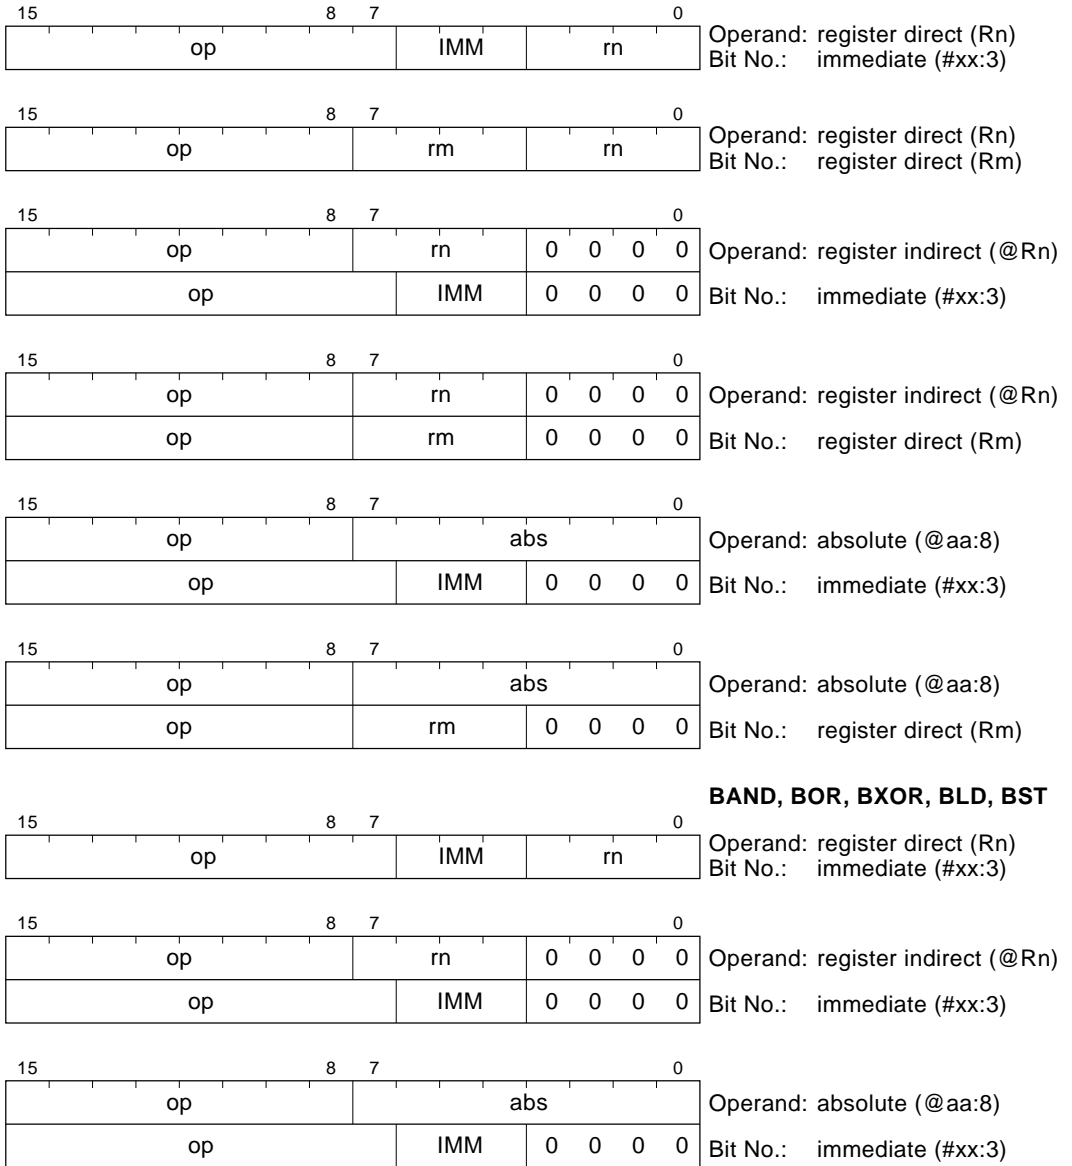 15 8 7 0
op IMM rn Operand: register direct (Rn)
Bit No.: immediate (#xx:3)
15 8 7 0
op rm rn Operand: register direct (Rn)
Bit No.: register direct (Rm)
15 8 7 0
op rn 0 0 0 0 Operand: register indirect (@Rn)
op IMM 0 0 0 0 Bit No.: immediate (#xx:3)
15 8 7 0
op rn 0 0 0 0 Operand: register indirect (@Rn)
op rm 0 0 0 0 Bit No.: register direct (Rm)
15 8 7 0
op abs Operand: absolute (@aa:8)
op IMM 0 0 0 0 Bit No.: immediate (#xx:3)
15 8 7 0
op abs Operand: absolute (@aa:8)
op rm 0 0 0 0 Bit No.: register direct (Rm)
BAND, BOR, BXOR, BLD, BST
15 8 7 0
op IMM rn Operand: register direct (Rn)
Bit No.: immediate (#xx:3)
15 8 7 0
op rn 0 0 0 0 Operand: register indirect (@Rn)
op IMM 0 0 0 0 Bit No.: immediate (#xx:3)
15 8 7 0
op abs Operand: absolute (@aa:8)
op IMM 0 0 0 0 Bit No.: immediate (#xx:3)